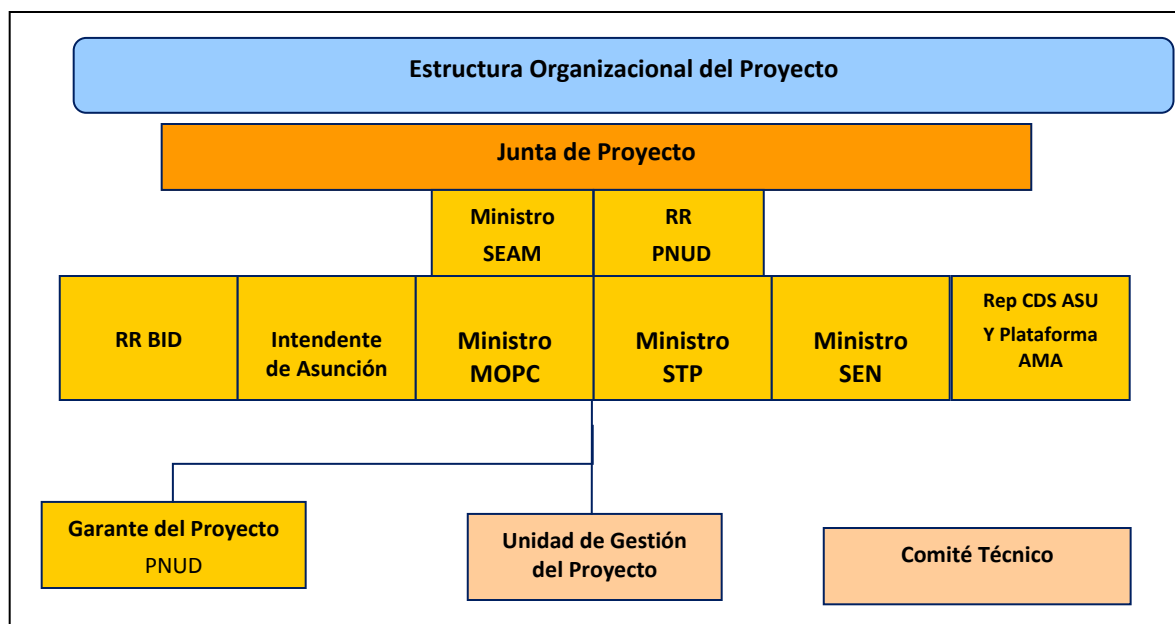 Estructura Organizacional del Proyecto
Junta de Proyecto
Ministro
SEAM
RR
PNUD
RR BID
Intendente
de Asunción
Ministro
MOPC
Ministro
STP
Ministro
SEN
Rep CDS ASU
Y Plataforma
AMA
Garante del Proyecto
PNUD
Unidad de Gestión
del Proyecto
Comité Técnico